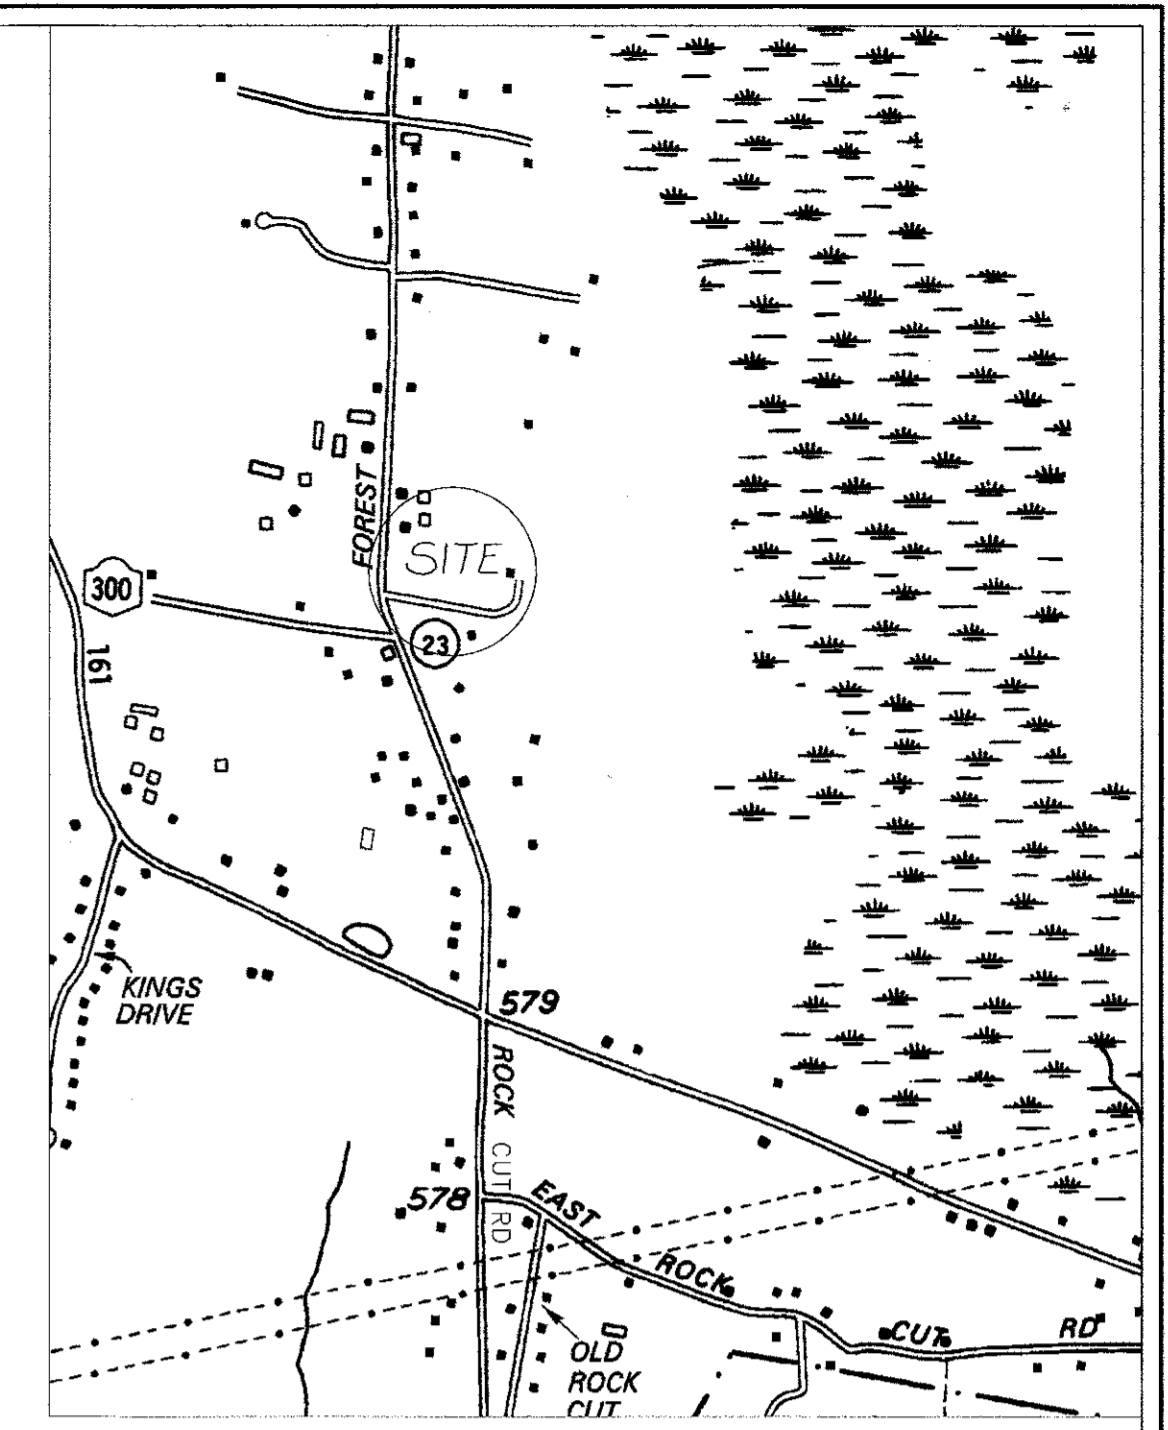 FOREST
SITE
300
23
161
KINGS
DRIVE
579
ROCK CUT RD
578
EAST ROCK CUT RD
OLD
ROCK
CUT